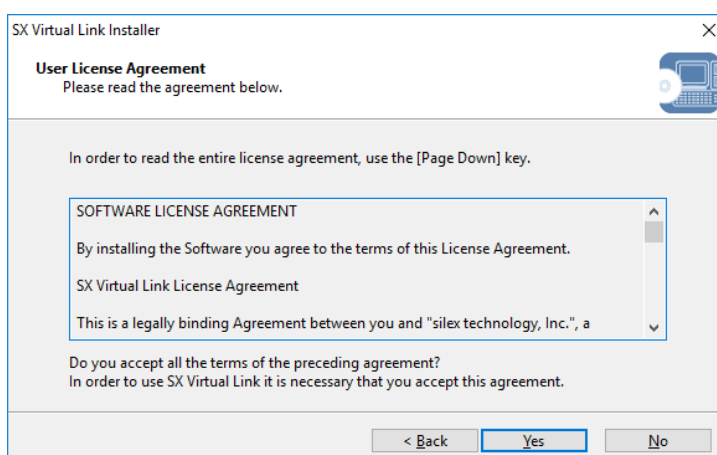 SX Virtual Link Installer
User License Agreement
Please read the agreement below.
In order to read the entire license agreement, use the [Page Down] key.
SOFTWARE LICENSE AGREEMENT
By installing the Software you agree to the terms of this License Agreement.
SX Virtual Link License Agreement
This is a legally binding Agreement between you and "silex technology, Inc.", a
Do you accept all the terms of the preceding agreement?
In order to use SX Virtual Link it is necessary that you accept this agreement.
< Back
Yes
No